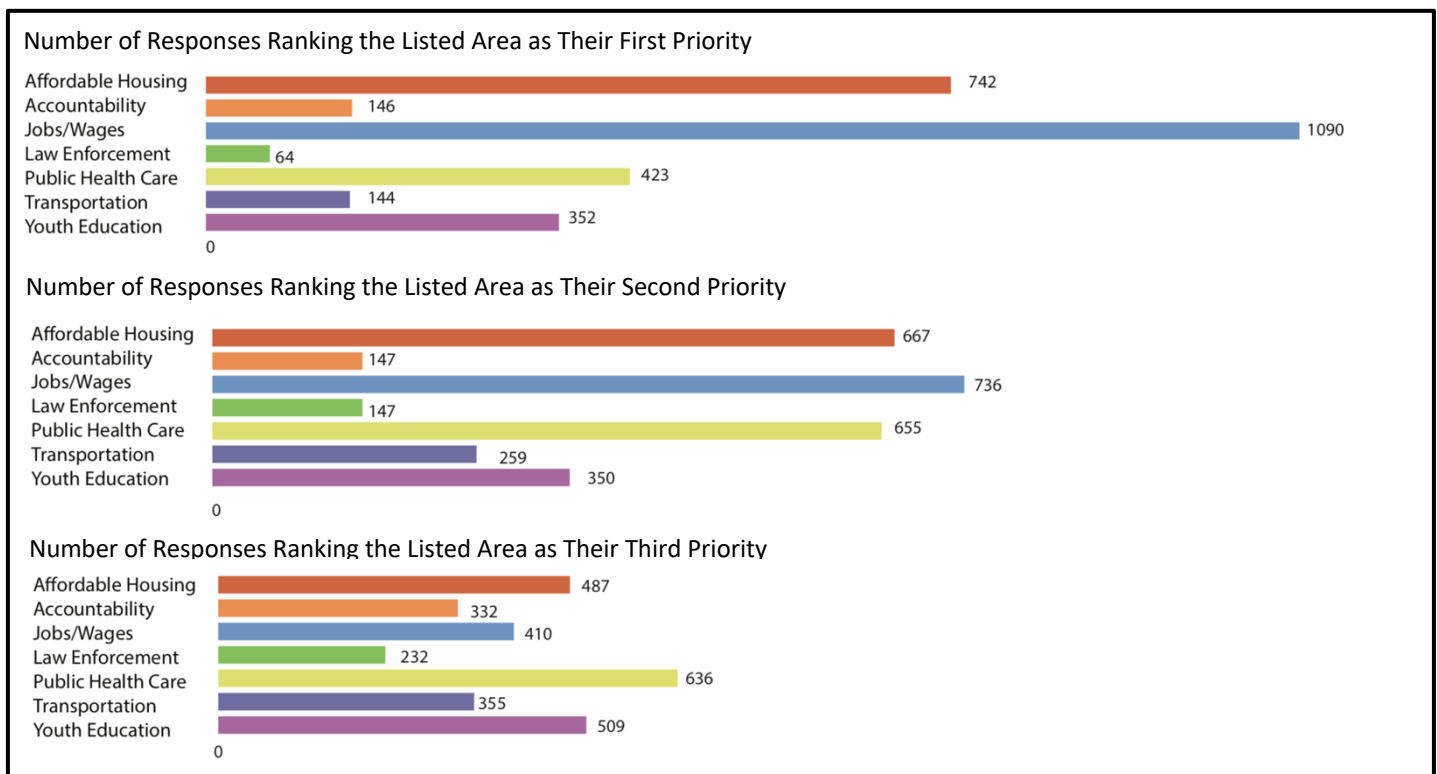 Number of Responses Ranking the Listed Area as Their First Priority
Affordable Housing 742
Accountability 146
Jobs/Wages 1090
Law Enforcement 64
Public Health Care 423
Transportation 144
Youth Education 352
0
Number of Responses Ranking the Listed Area as Their Second Priority
Affordable Housing 667
Accountability 147
Jobs/Wages 736
Law Enforcement 147
Public Health Care 655
Transportation 259
Youth Education 350
0
Number of Responses Ranking the Listed Area as Their Third Priority
Affordable Housing 487
Accountability 332
Jobs/Wages 410
Law Enforcement 232
Public Health Care 636
Transportation 355
Youth Education 509
0